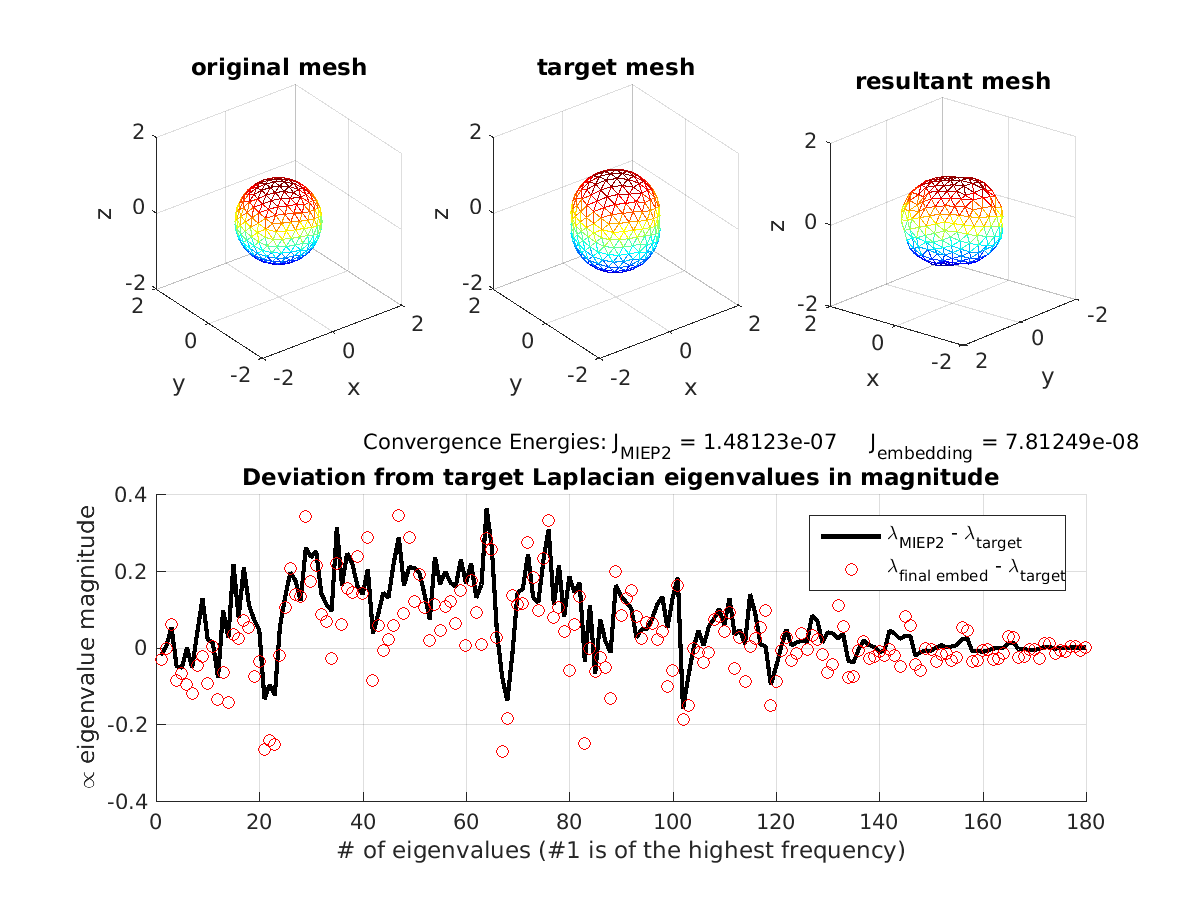 original mesh
target mesh
resultant mesh
2
0
-2
z
2
0
-2
y
-2
0
2
x
2
0
-2
z
2
0
-2
y
-2
0
2
x
2
0
-2
z
2
0
-2
x
2
0
-2
y
Convergence Energies: J_MIEP2 = 1.48123e-07 J_embedding = 7.81249e-08
Deviation from target Laplacian eigenvalues in magnitude
0.4
0.2
0
-0.2
-0.4
∝ eigenvalue magnitude
λ_MIEP2 - λ_target
λ_final embed - λ_target
0 20 40 60 80 100 120 140 160 180
# of eigenvalues (#1 is of the highest frequency)